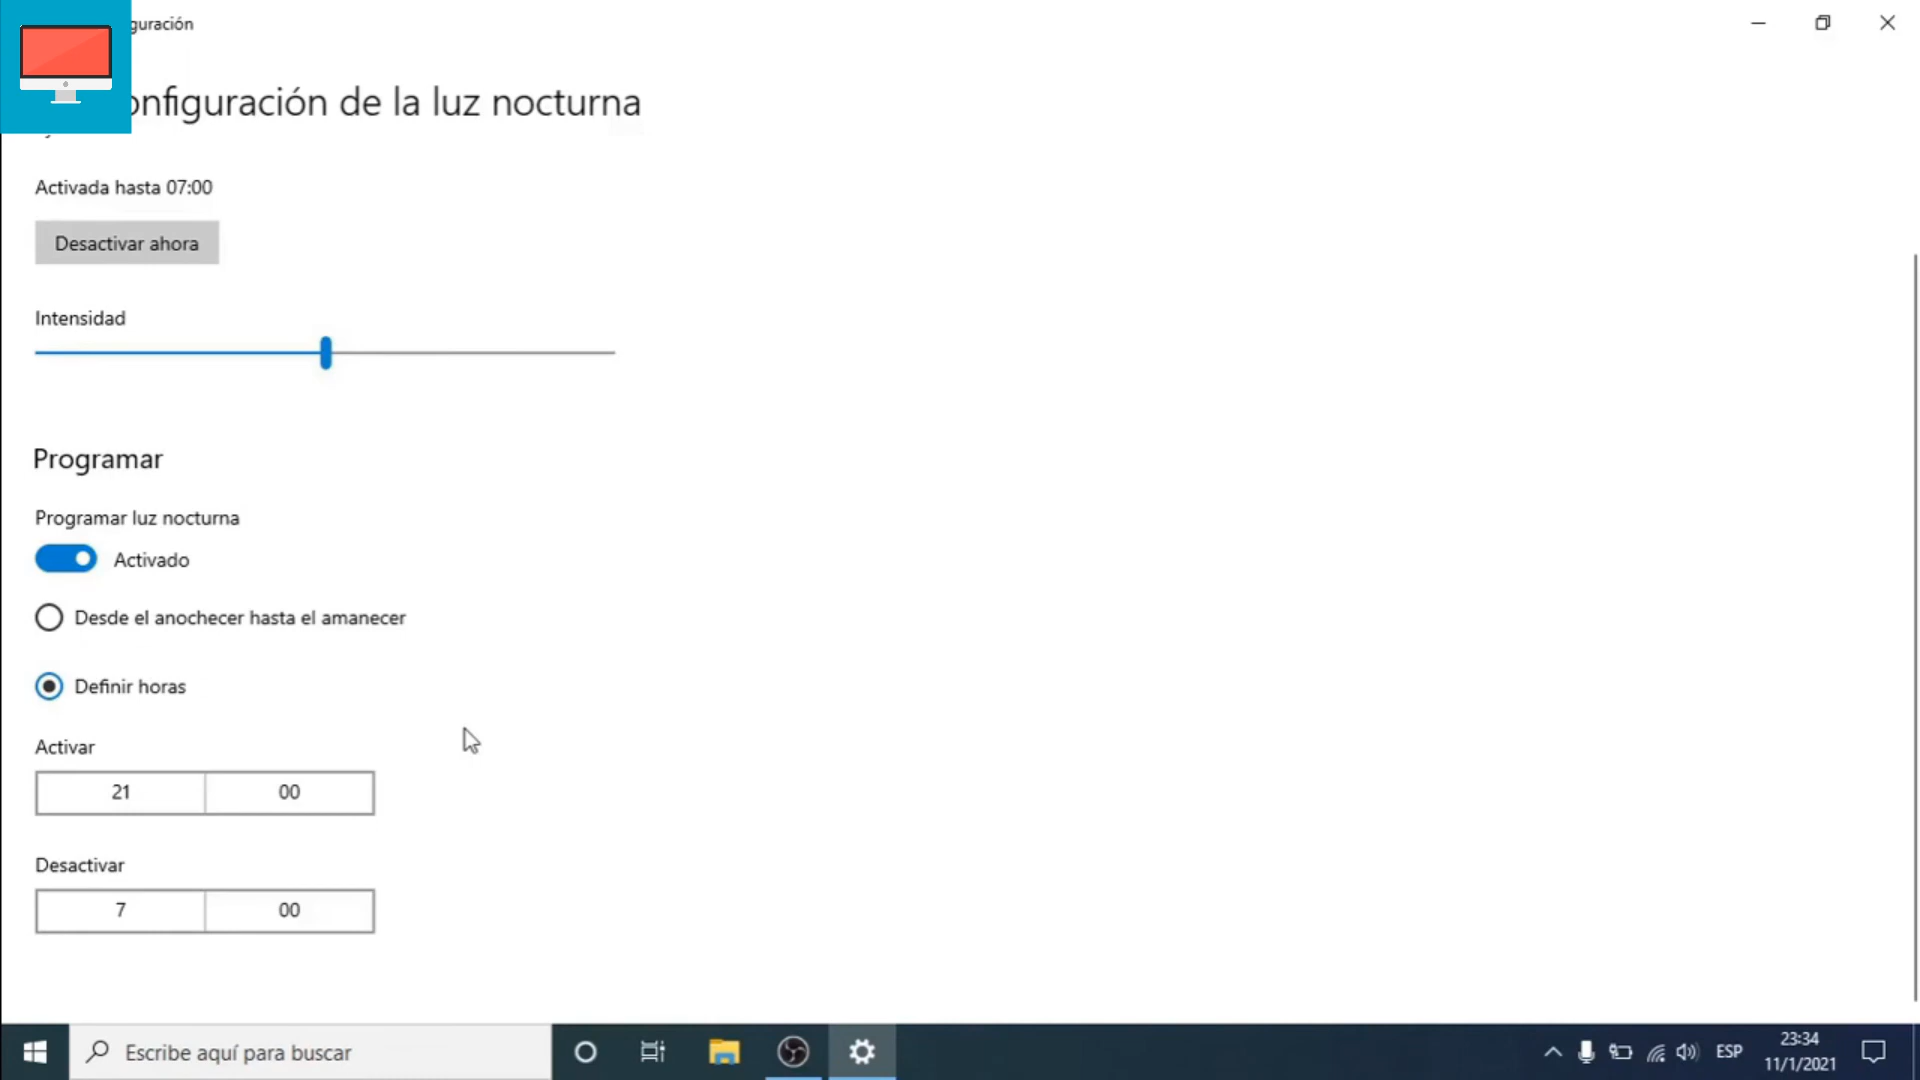 guración
onfiguración de la luz nocturna
Activada hasta 07:00
Desactivar ahora
Intensidad
Programar
Programar luz nocturna
Activado
Desde el anochecer hasta el amanecer
Definir horas
Activar
21 00
Desactivar
7 00
Escribe aquí para buscar
ESP
23:34
11/1/2021